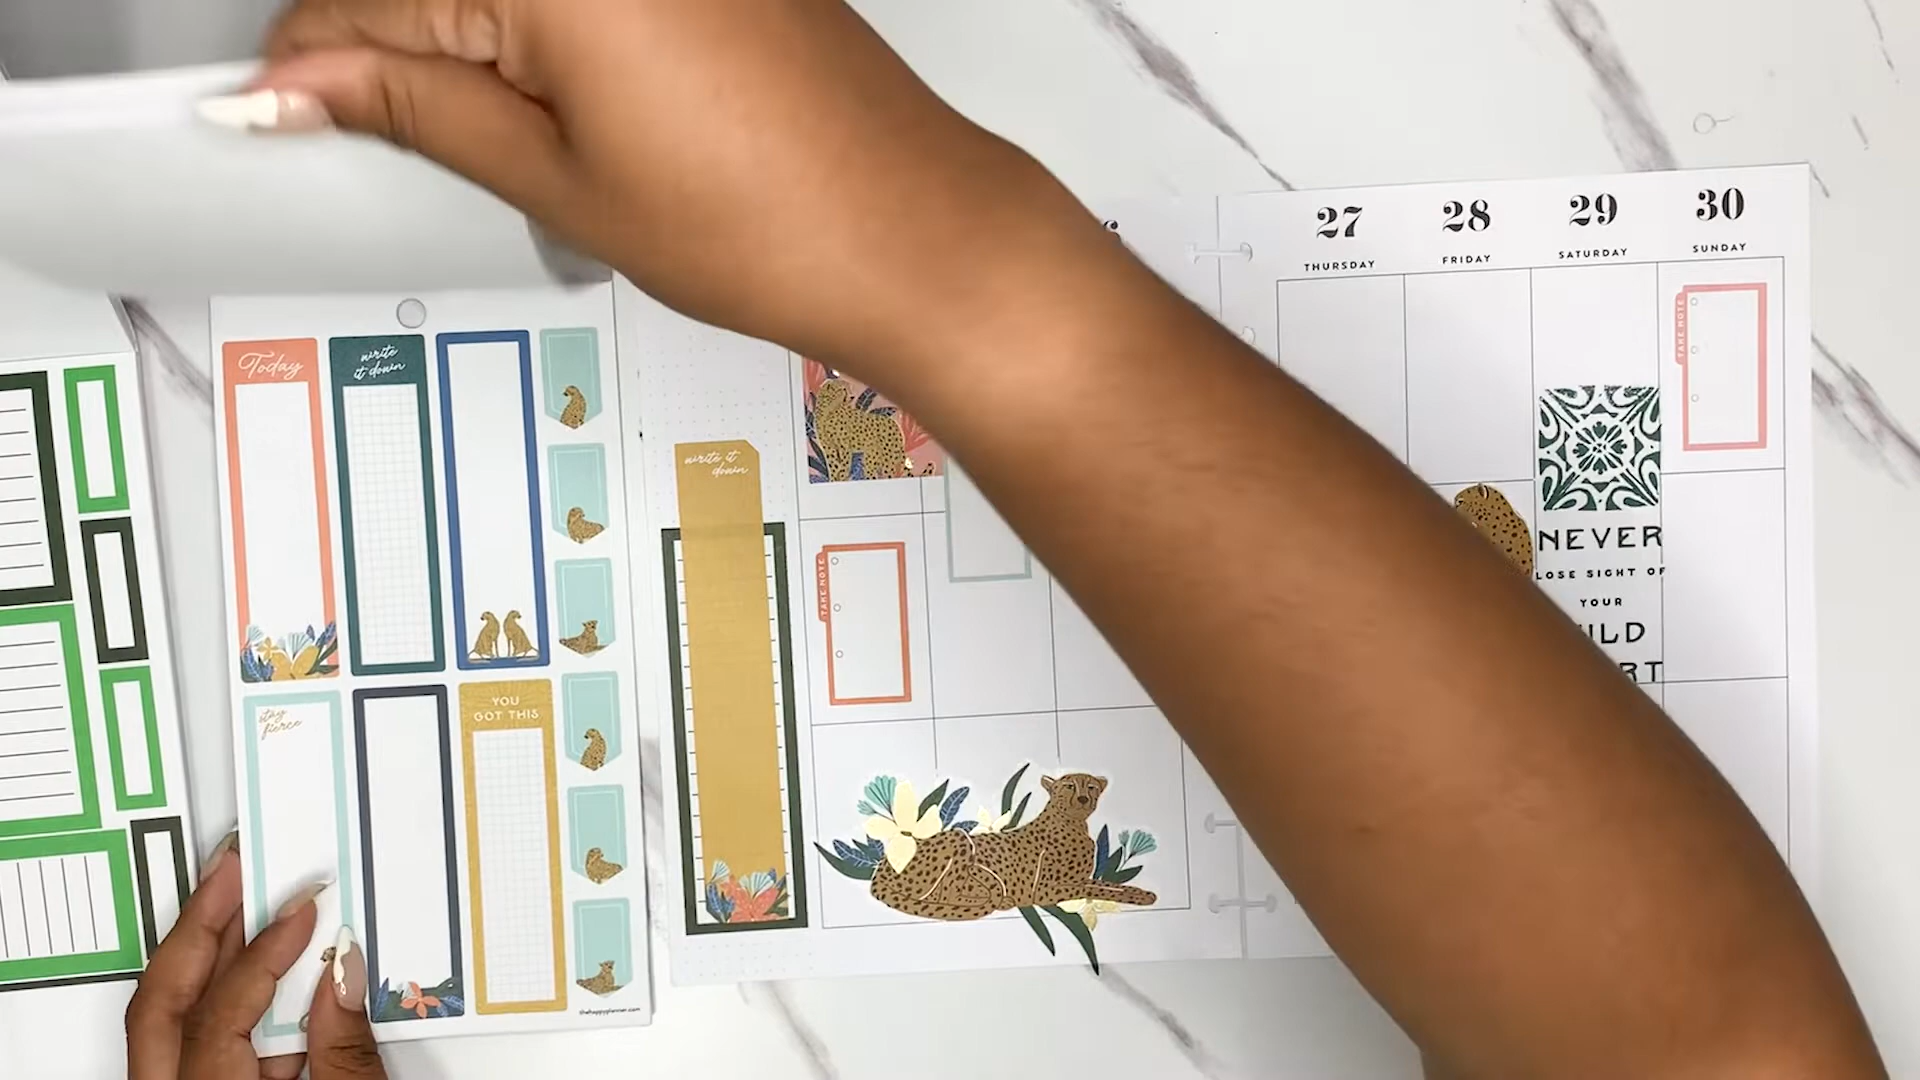 Today
write
it down
stay
fierce
YOU
GOT THIS
thehappyplanner.com
write it
down
TAKE NOTE
27
THURSDAY
28
FRIDAY
29
SATURDAY
30
SUNDAY
TAKE NOTE
NEVER
LOSE SIGHT OF
YOUR